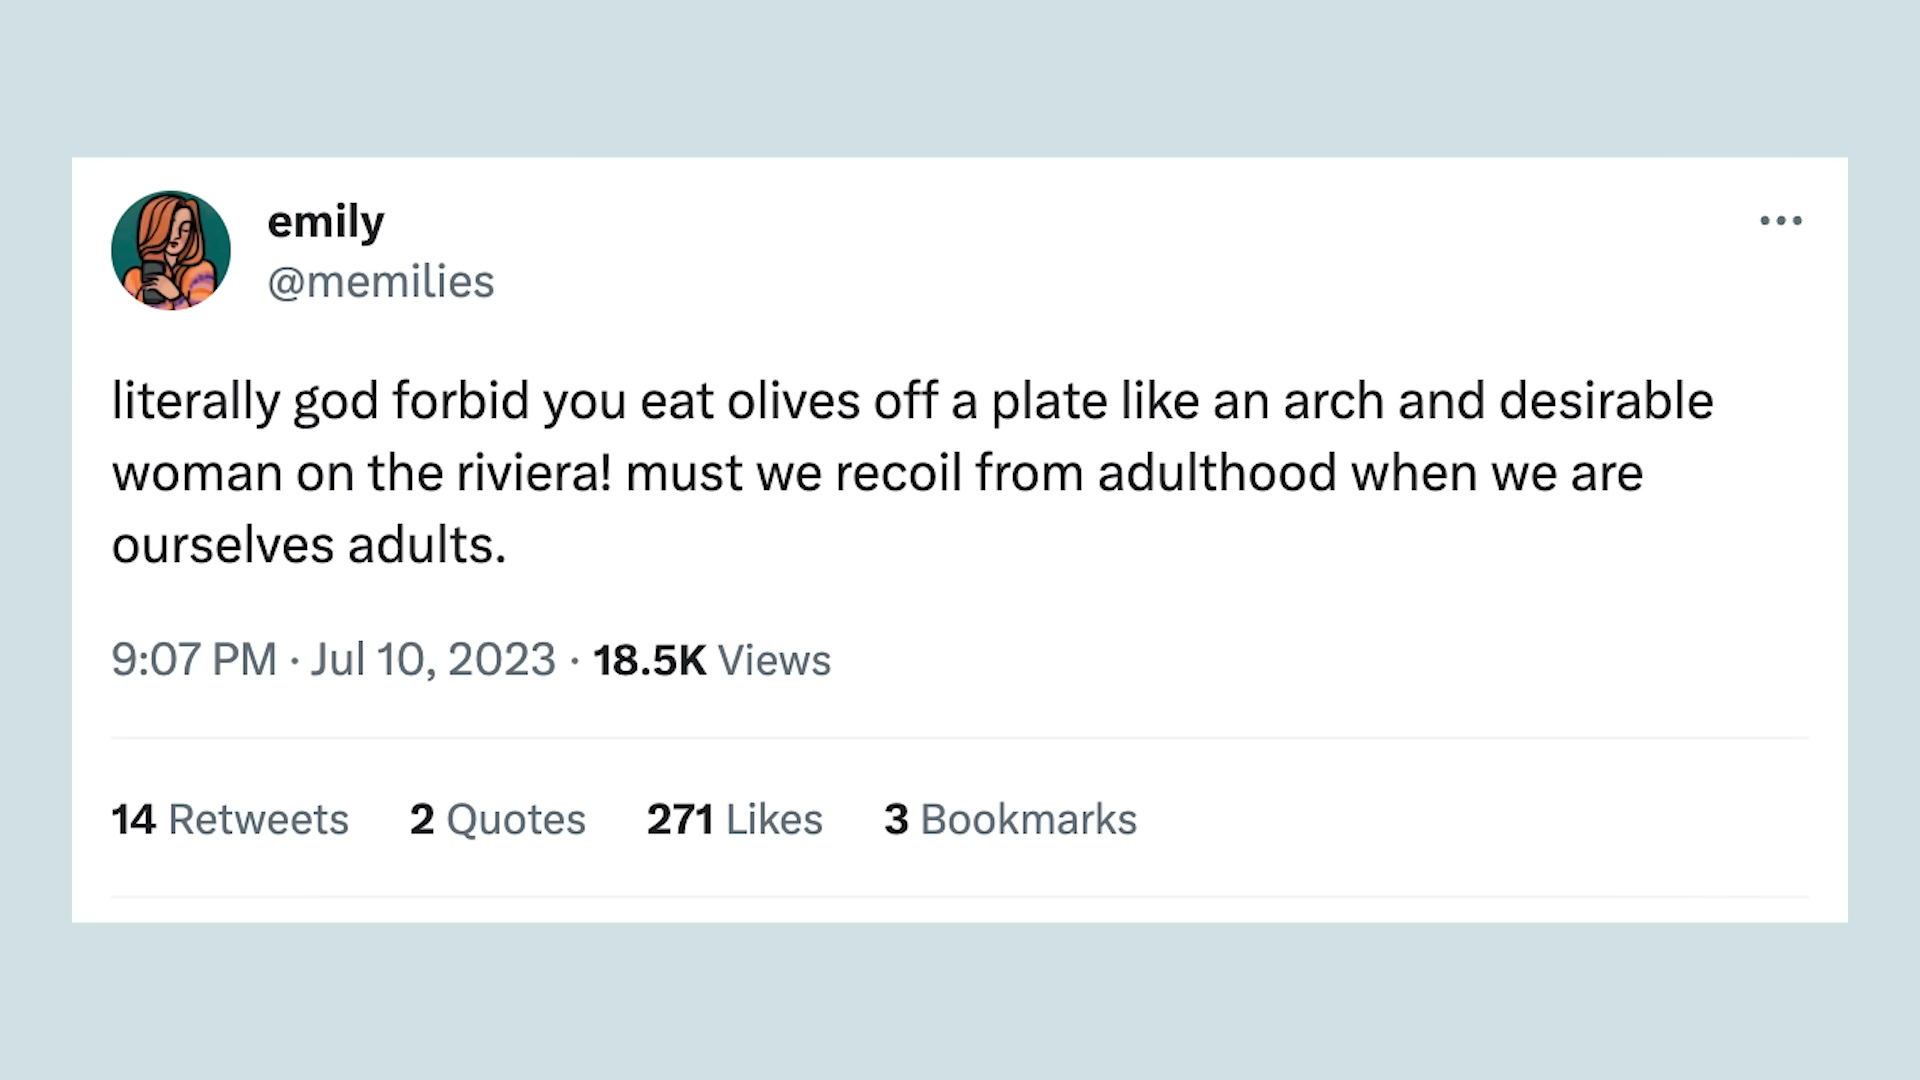 emily
@memilies
literally god forbid you eat olives off a plate like an arch and desirable
woman on the riviera! must we recoil from adulthood when we are
ourselves adults.
9:07 PM · Jul 10, 2023 · 18.5K Views
14 Retweets 2 Quotes 271 Likes 3 Bookmarks